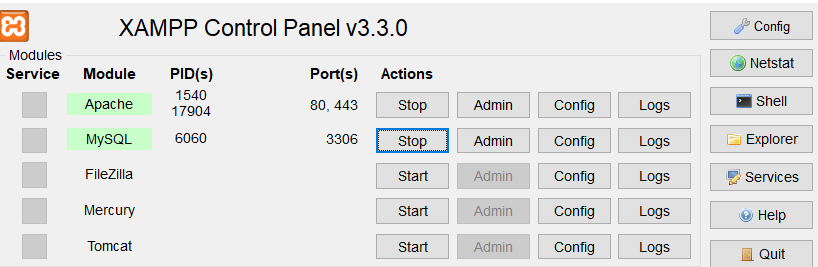 XAMPP Control Panel v3.3.0
Modules
Service Module PID(s) Port(s) Actions
Apache 1540 17904 80, 443 Stop Admin Config Logs
MySQL 6060 3306 Stop Admin Config Logs
FileZilla Start Admin Config Logs
Mercury Start Admin Config Logs
Tomcat Start Admin Config Logs
Config
Netstat
Shell
Explorer
Services
Help
Quit